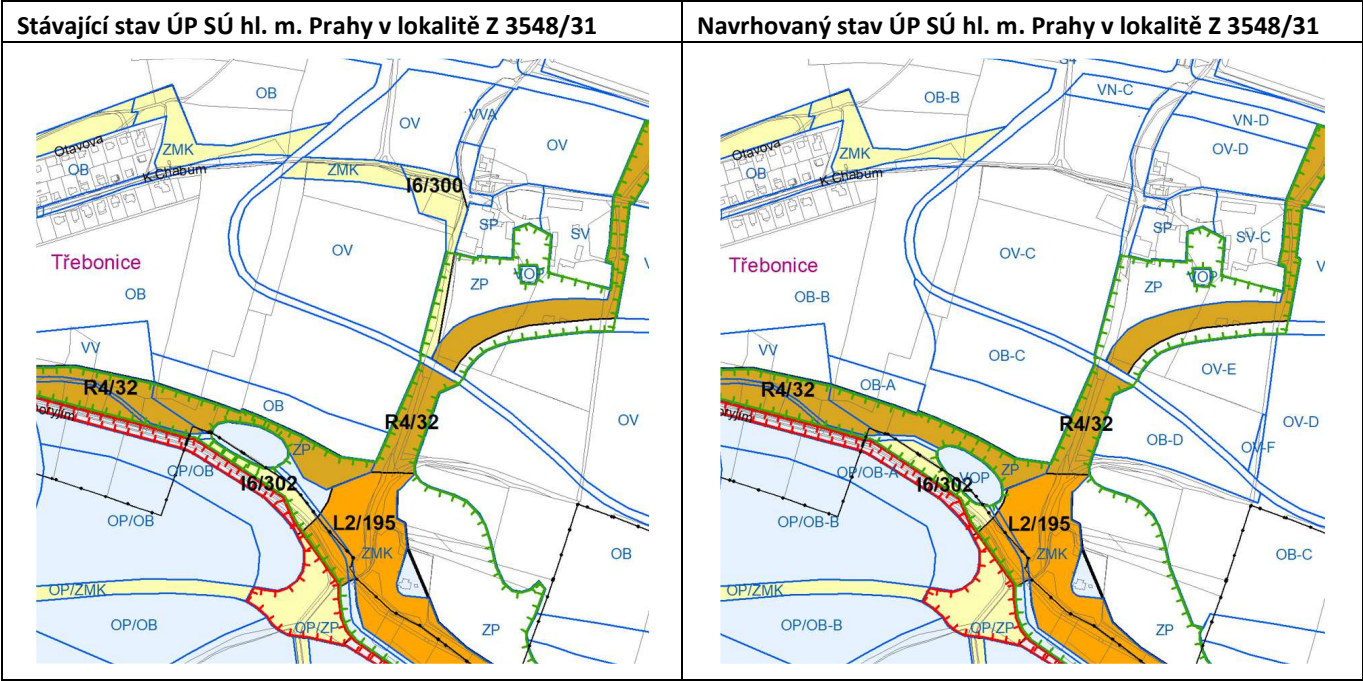 Stávající stav ÚP SÚ hl. m. Prahy v lokalitě Z 3548/31
OB
OV
VVA
OV
Otavova
ZMK
OB
K Chabům
ZMK
I6/300
SP
SV
OV
Třebonice
ZP
VOP
V
OB
VV
R4/32
OB
R4/32
OV
ZP
OP/OB
I6/302
OP/OB
L2/195
ZMK
OB
OP/ZMK
OP/OB
OP/ZP
ZP
Navrhovaný stav ÚP SÚ hl. m. Prahy v lokalitě Z 3548/31
OB-B
VN-C
VN-D
Otavova
OV-D
ZMK
OB
K Chabům
SP
SV-C
OV-C
Třebonice
ZP
VOP
V
OB-B
VV
OB-C
R4/32
OB-A
OV-E
R4/32
OV-D
OB-D
OV-F
ZP
OP/OB-A
I6/302
VOP
OP/OB-B
L2/195
ZMK
OB-C
OP/ZMK
OP/OB-B
OP/ZP
ZP